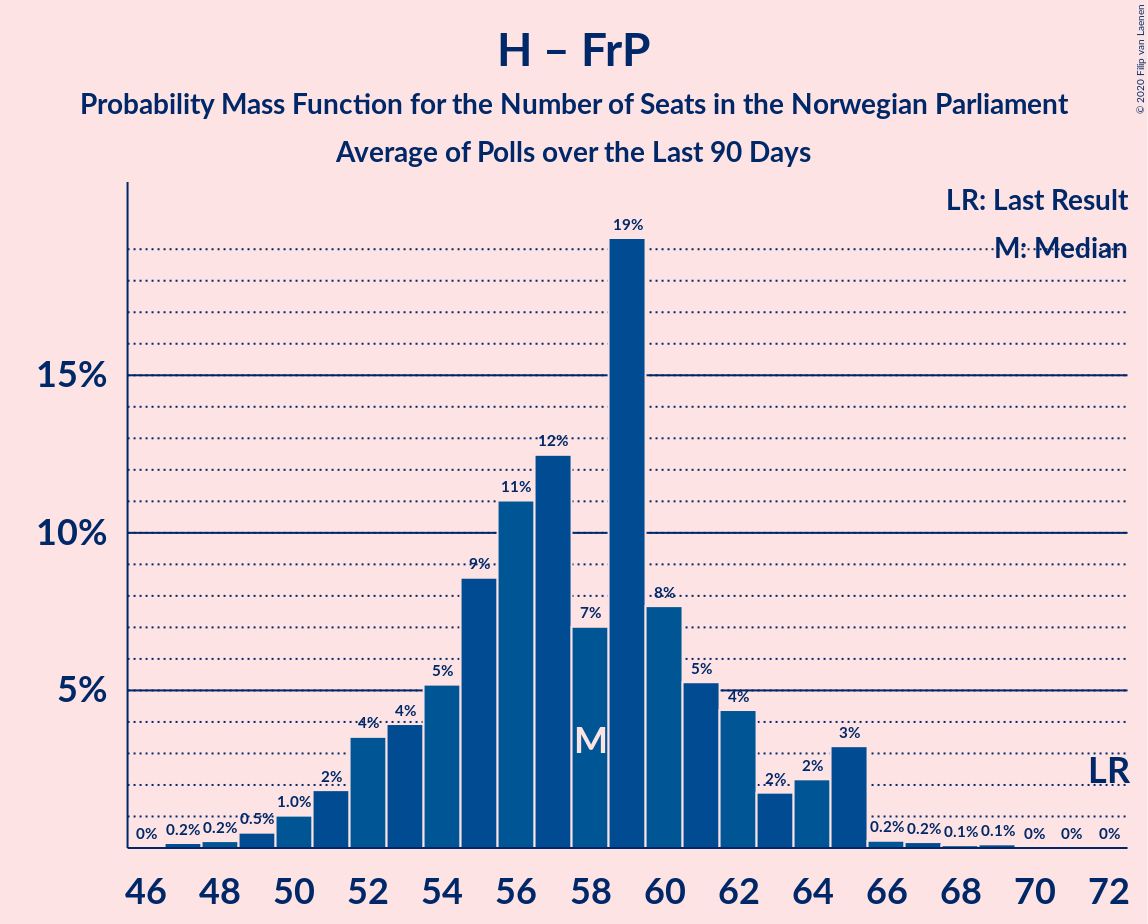 H – FrP
Probability Mass Function for the Number of Seats in the Norwegian Parliament
Average of Polls over the Last 90 Days
© 2020 Filip van Laenen
LR: Last Result
M: Median
15%
10%
5%
0% 0.2% 0.2% 0.5% 1.0% 2% 4% 4% 5% 9% 11% 12% 7% 19% 8% 5% 4% 2% 2% 3% 0.2% 0.2% 0.1% 0.1% 0% 0% 0%
M
LR
46 48 50 52 54 56 58 60 62 64 66 68 70 72